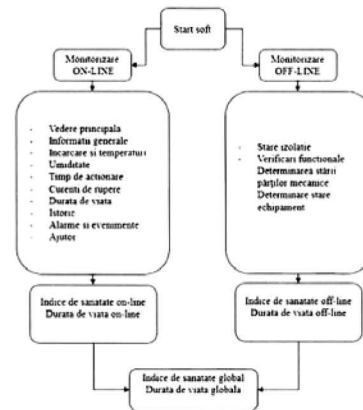 Start soft
Monitorizare
ON-LINE
Monitorizare
OFF-LINE
- Vedere principala
- Informatii generale
- Incarcare si temperaturi
- Umiditate
- Timp de actionare
- Curenti de rupere
- Durata de viata
- Istoric
- Alarme si evenimente
- Ajutor
- Stare izolatie
- Verificari functionale
- Determinarea stării
părților mecanice
- Determinare stare
echipament
Indice de sanatate on-line
Durata de viata on-line
Indice de sanatate off-line
Durata de viata off-line
Indice de sanatate global
Durata de viata globala